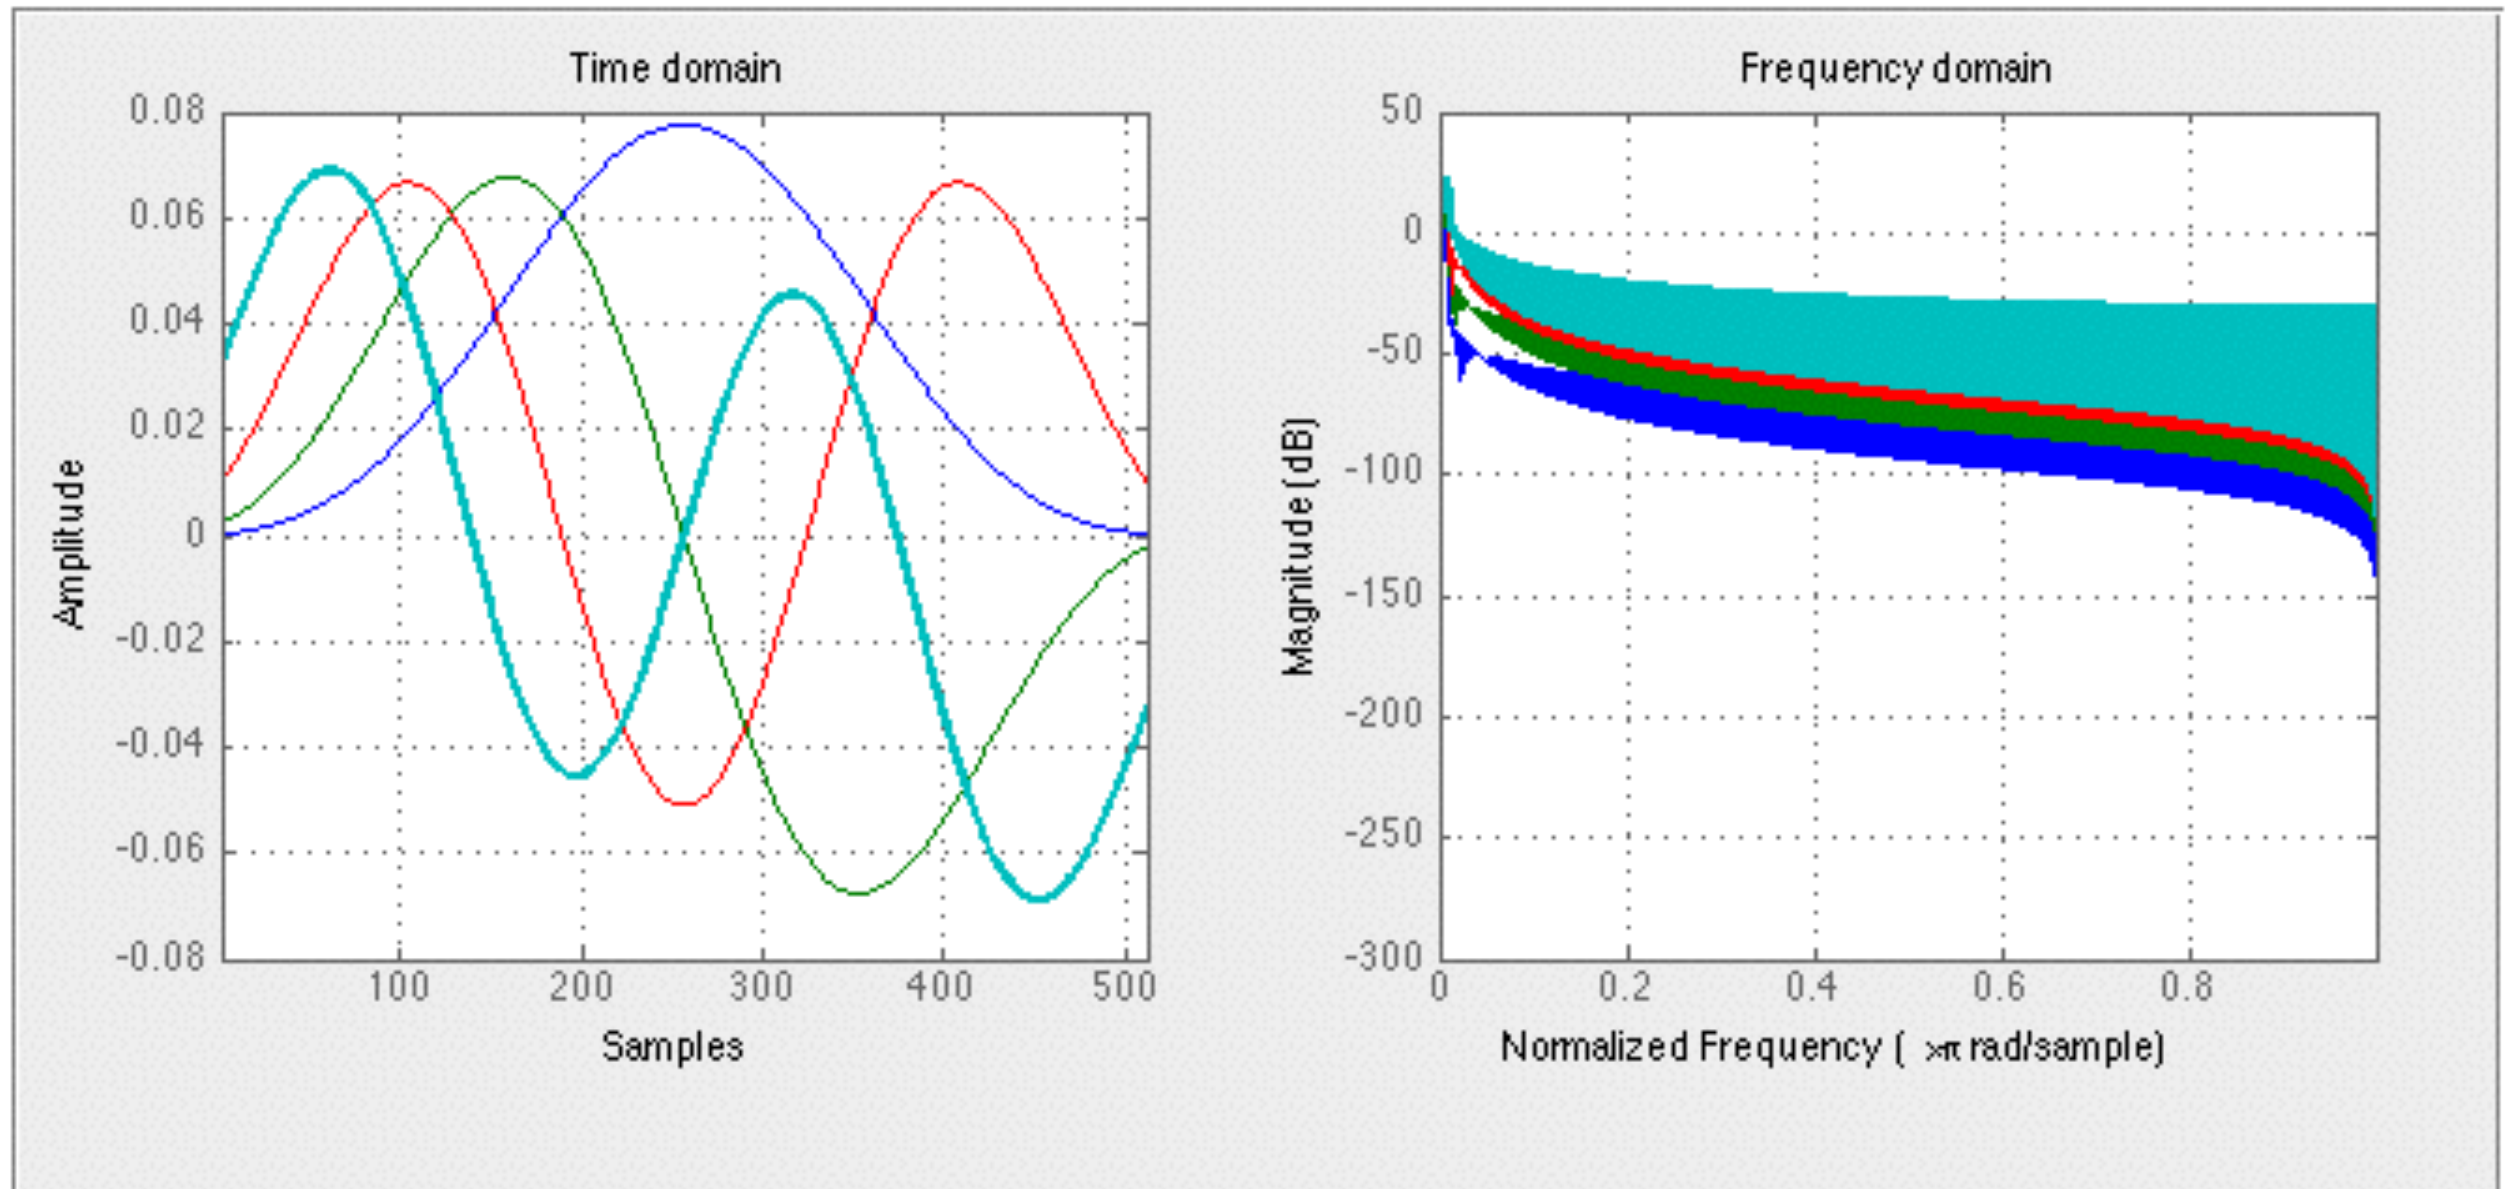 Time domain
0.08
0.06
0.04
0.02
0
-0.02
-0.04
-0.06
-0.08
Amplitude
100 200 300 400 500
Samples
Frequency domain
50
0
-50
-100
-150
-200
-250
-300
Magnitude (dB)
0 0.2 0.4 0.6 0.8
Normalized Frequency ( ×π rad/sample)